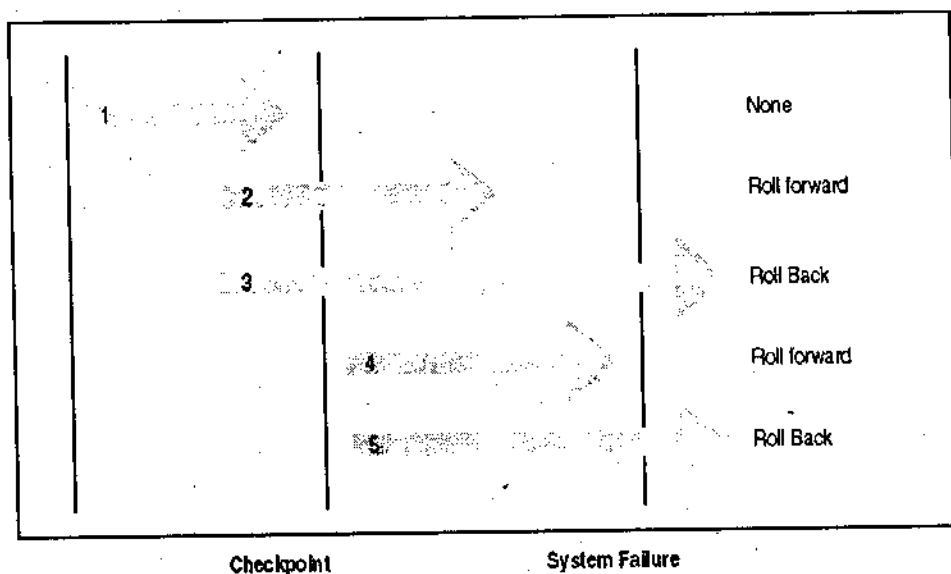 1 None
2 Roll forward
3 Roll Back
4 Roll forward
5 Roll Back
Checkpoint System Failure